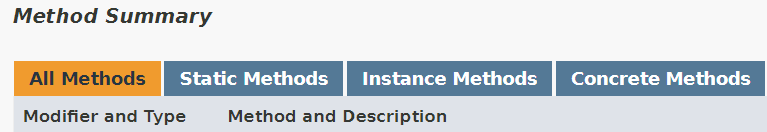 Method Summary
All Methods Static Methods Instance Methods Concrete Methods
Modifier and Type Method and Description